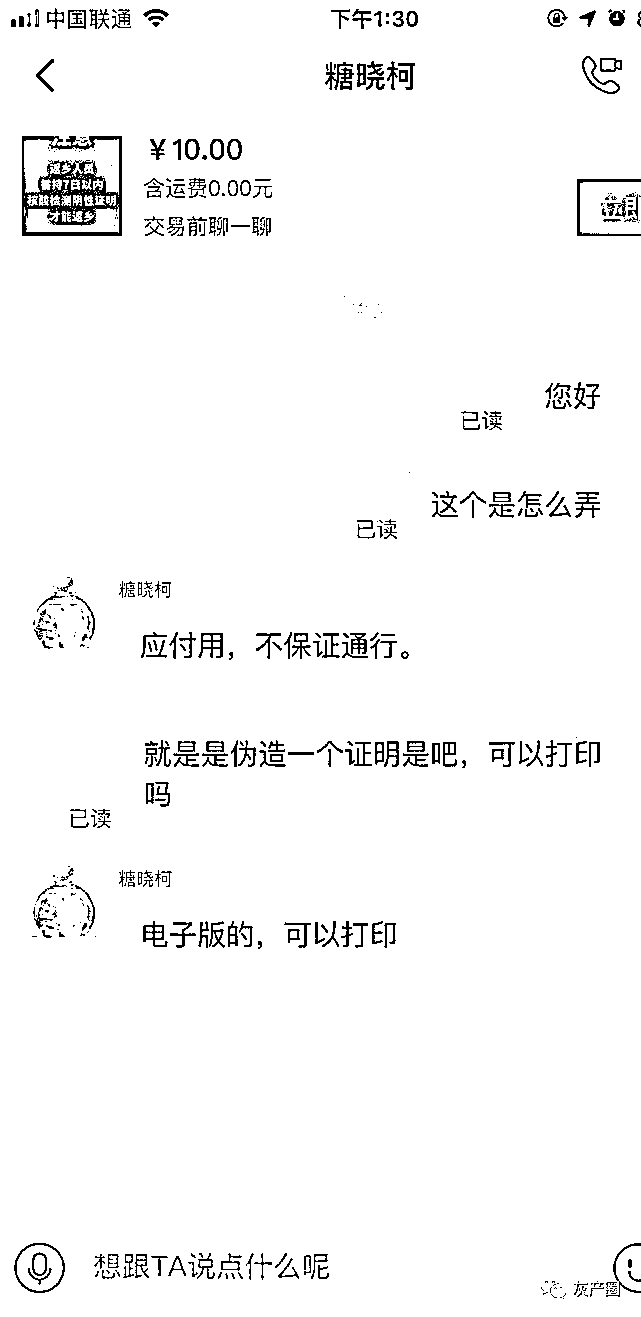 中国联通
下午1:30
糖晓柯
¥10.00
含运费0.00元
交易前聊一聊
返乡人员
需持7日以内
核酸检测阴性证明
才能返乡
您好
已读
这个是怎么弄
已读
糖晓柯
应付用，不保证通行。
就是是伪造一个证明是吧，可以打印
吗
已读
糖晓柯
电子版的，可以打印
想跟TA说点什么呢
灰产圈